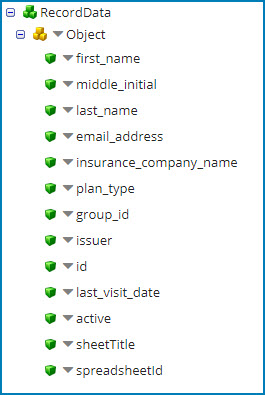 RecordData
Object
first_name
middle_initial
last_name
email_address
insurance_company_name
plan_type
group_id
issuer
id
last_visit_date
active
sheetTitle
spreadsheetId